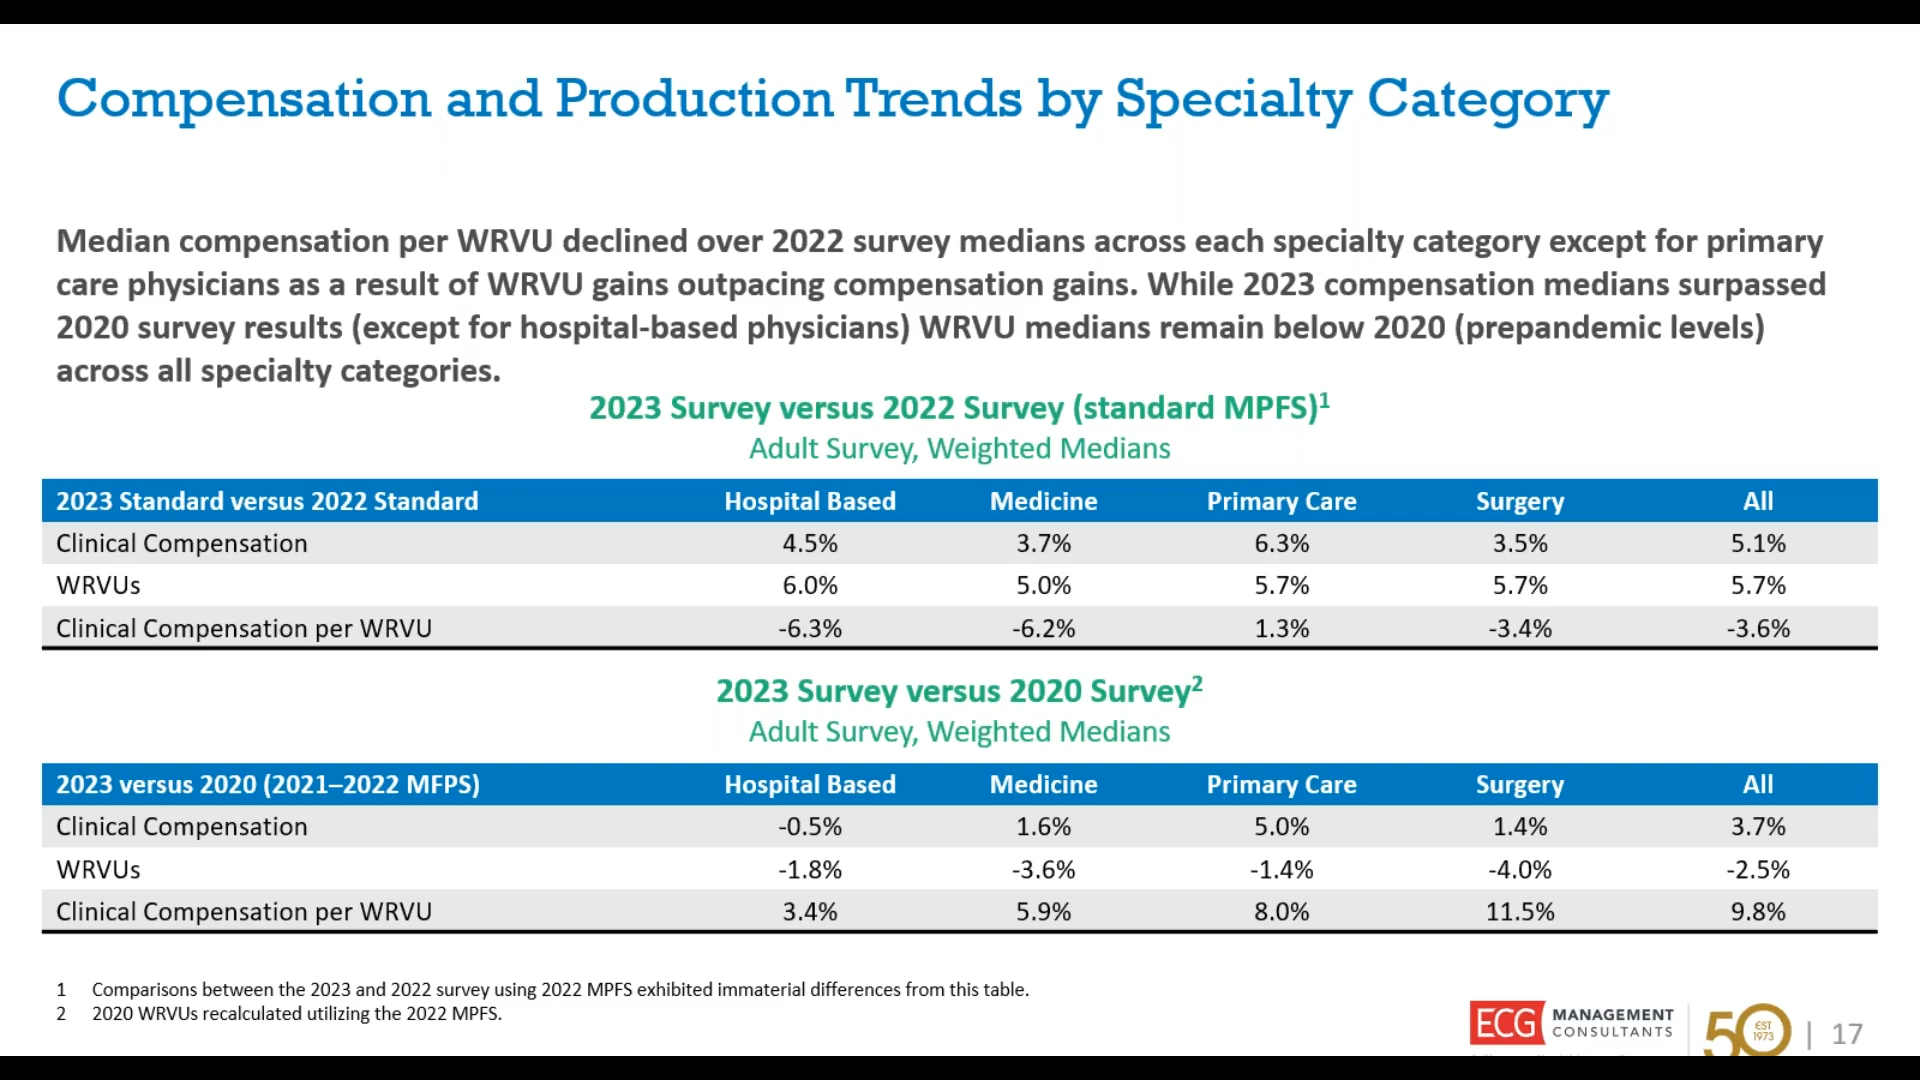 Compensation and Production Trends by Specialty Category
Median compensation per WRVU declined over 2022 survey medians across each specialty category except for primary
care physicians as a result of WRVU gains outpacing compensation gains. While 2023 compensation medians surpassed
2020 survey results (except for hospital-based physicians) WRVU medians remain below 2020 (prepandemic levels)
across all specialty categories.
2023 Survey versus 2022 Survey (standard MPFS)1
Adult Survey, Weighted Medians
2023 Standard versus 2022 Standard Hospital Based Medicine Primary Care Surgery All
Clinical Compensation 4.5% 3.7% 6.3% 3.5% 5.1%
WRVUs 6.0% 5.0% 5.7% 5.7% 5.7%
Clinical Compensation per WRVU -6.3% -6.2% 1.3% -3.4% -3.6%
2023 Survey versus 2020 Survey2
Adult Survey, Weighted Medians
2023 versus 2020 (2021–2022 MFPS) Hospital Based Medicine Primary Care Surgery All
Clinical Compensation -0.5% 1.6% 5.0% 1.4% 3.7%
WRVUs -1.8% -3.6% -1.4% -4.0% -2.5%
Clinical Compensation per WRVU 3.4% 5.9% 8.0% 11.5% 9.8%
1 Comparisons between the 2023 and 2022 survey using 2022 MPFS exhibited immaterial differences from this table.
2 2020 WRVUs recalculated utilizing the 2022 MPFS.
ECG MANAGEMENT
CONSULTANTS
50 EST
1973
| 17